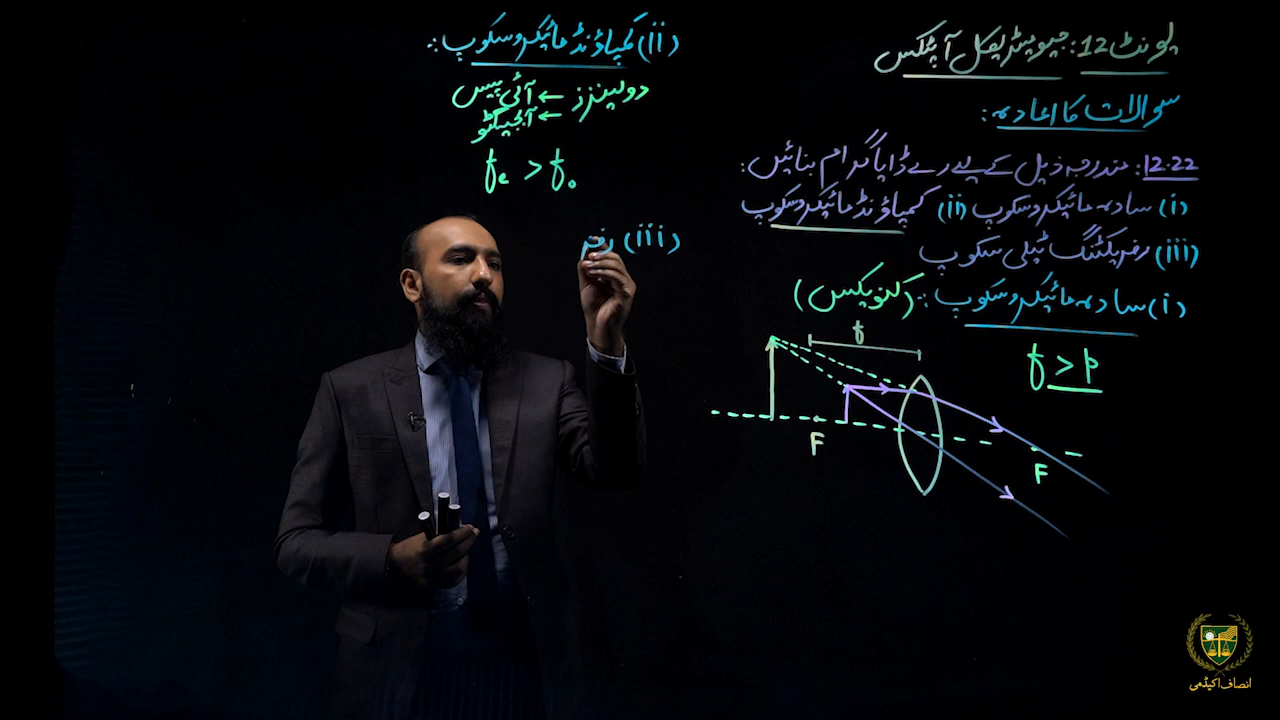 یونٹ 12: جیومیٹریکل آپٹکس
سوالات کا اعادہ:
12.22: مندرجہ ذیل کے لیے رے ڈایاگرام بنائیں:
(i) سادہ مائیکروسکوپ (ii) کمپاؤنڈ مائیکروسکوپ
(iii) رفریکٹنگ ٹیلی سکوپ
(i) سادہ مائیکروسکوپ: (کنویکس)
f > p
f
F
F
(ii) کمپاؤنڈ مائیکروسکوپ:
دو لینزز ← آئی پیس
← آبجیکٹو
fe > fo
(iii) رفر
انصاف اکیڈمی